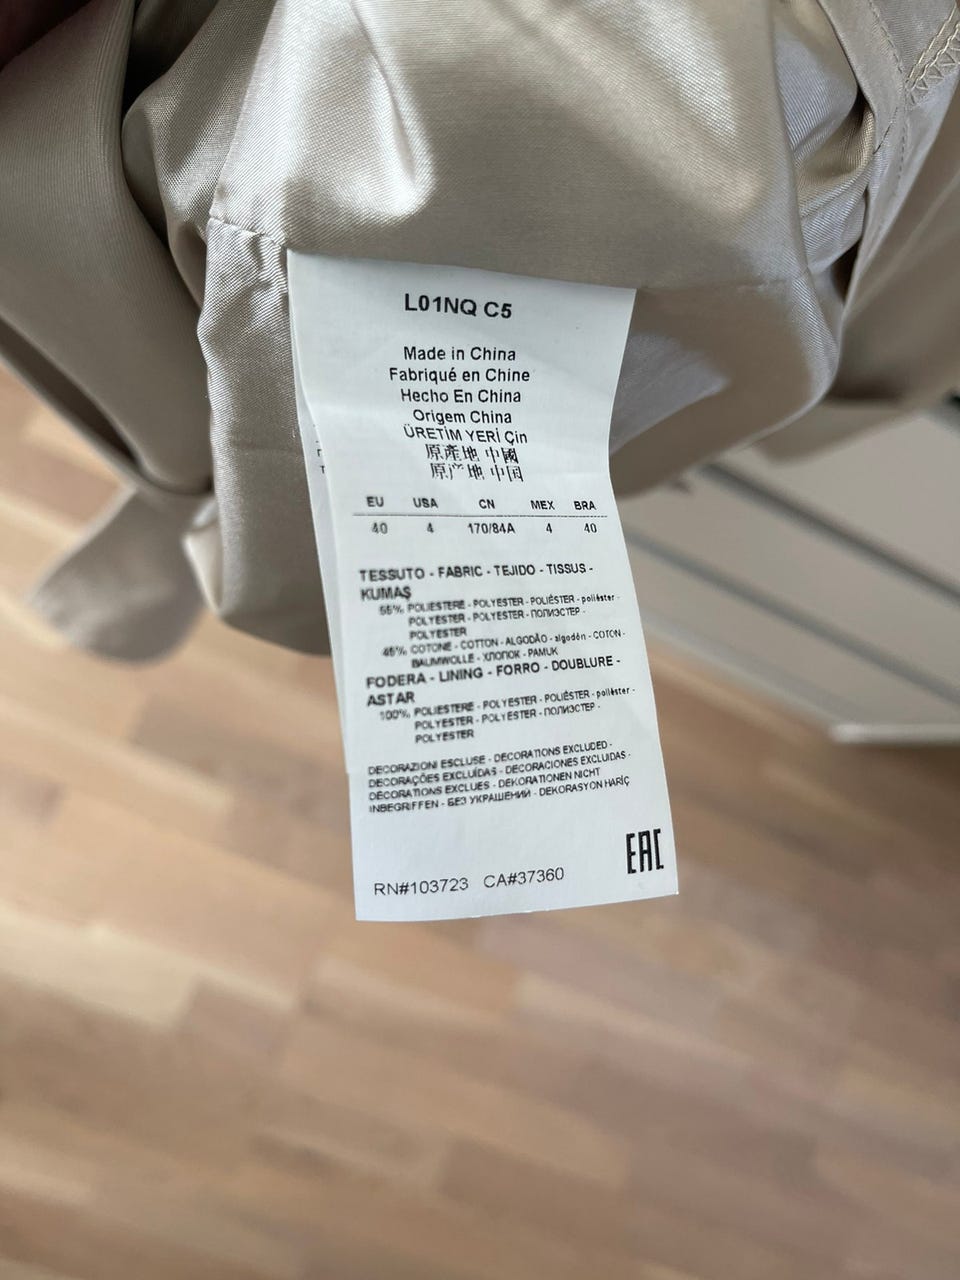 L01NQ C5
Made in China
Fabriqué en Chine
Hecho En China
Origem China
ÜRETİM YERİ Çin
原產地 中國
原产地 中国
EU USA CN MEX BRA
40 4 170/84A 4 40
TESSUTO - FABRIC - TEJIDO - TISSUS -
KUMAŞ
55% POLIESTERE - POLYESTER - POLIÉSTER - poliéster -
POLYESTER - POLYESTER - ПОЛИЭСТЕР -
POLYESTER
45% COTONE - COTTON - ALGODÃO - algodón - COTON -
BAUMWOLLE - ХЛОПОК - PAMUK
FODERA - LINING - FORRO - DOUBLURE -
ASTAR
100% POLIESTERE - POLYESTER - POLIÉSTER - poliéster -
POLYESTER - POLYESTER - ПОЛИЭСТЕР -
POLYESTER
DECORAZIONI ESCLUSE - DECORATIONS EXCLUDED -
DECORAÇÕES EXCLUÍDAS - DECORACIONES EXCLUIDAS -
DÉCORATIONS EXCLUES - DEKORATIONEN NICHT
INBEGRIFFEN - БЕЗ УКРАШЕНИЙ - DEKORASYON HARİÇ
EAC
RN#103723 CA#37360